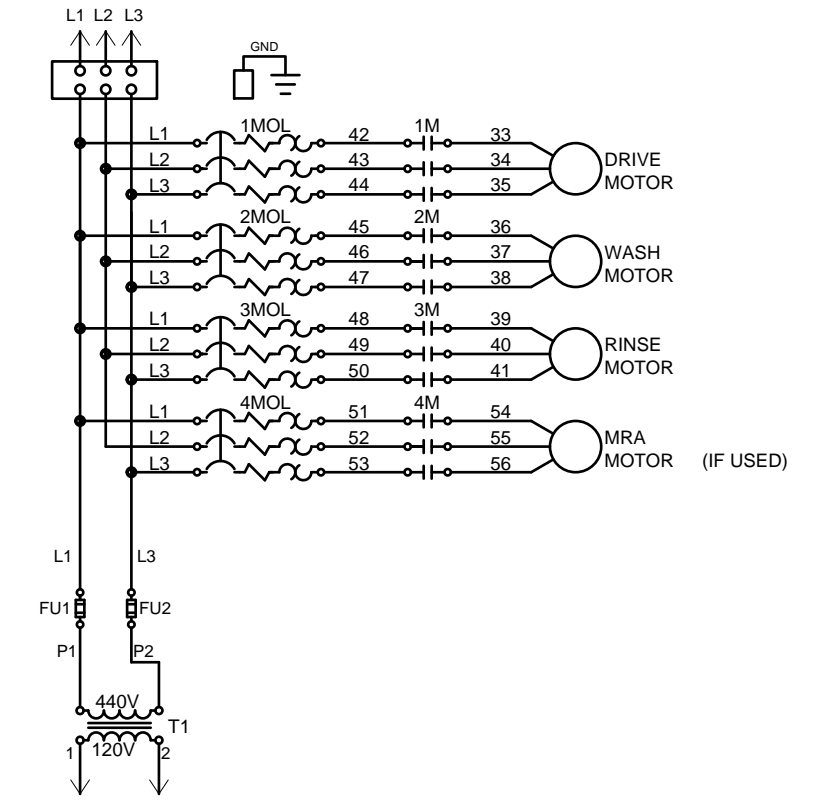 L1 L2 L3
GND
1MOL 1M
L1 42 33
L2 43 34 DRIVE
L3 44 35 MOTOR
2MOL 2M
L1 45 36
L2 46 37 WASH
L3 47 38 MOTOR
3MOL 3M
L1 48 39
L2 49 40 RINSE
L3 50 41 MOTOR
4MOL 4M
L1 51 54
L2 52 55 MRA
L3 53 56 MOTOR (IF USED)
L1 L3
FU1 FU2
P1 P2
440V
T1
1 120V 2